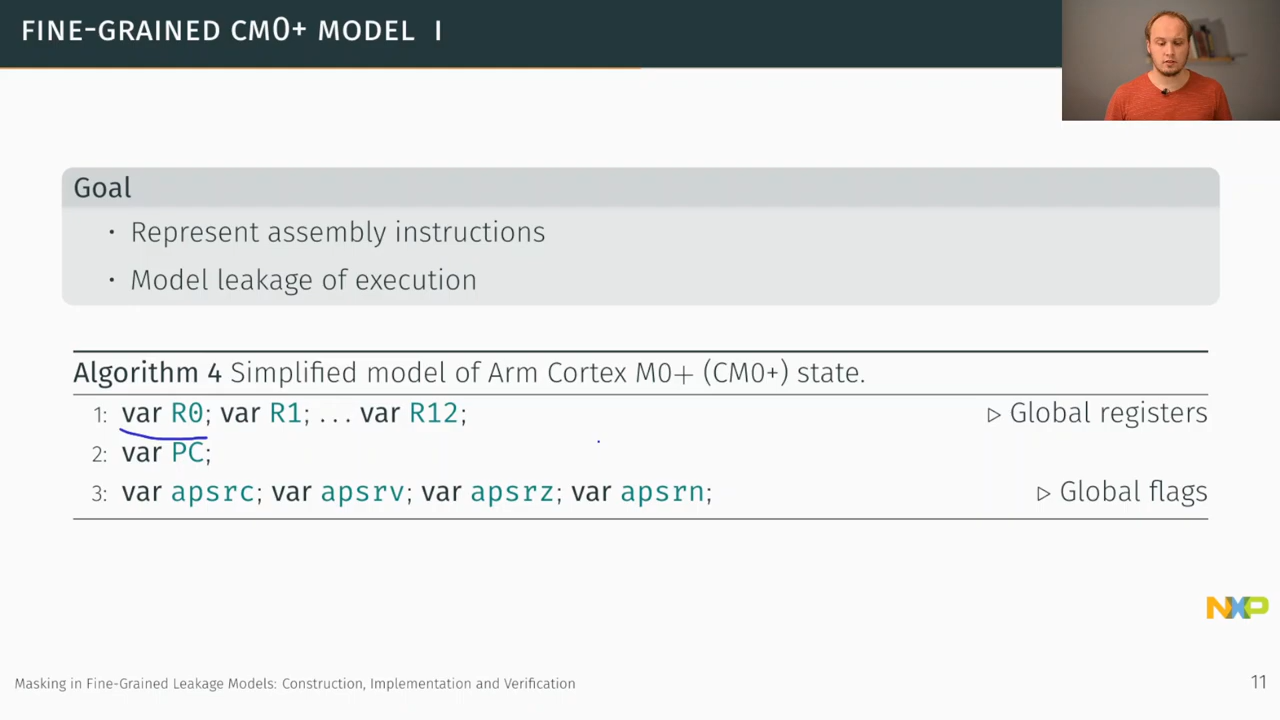 FINE-GRAINED CM0+ MODEL I
Goal
· Represent assembly instructions
· Model leakage of execution
Algorithm 4 Simplified model of Arm Cortex M0+ (CM0+) state.
1: var R0; var R1; ... var R12; ▷ Global registers
2: var PC;
3: var apsrc; var apsrv; var apsrz; var apsrn; ▷ Global flags
NXP
Masking in Fine-Grained Leakage Models: Construction, Implementation and Verification
11